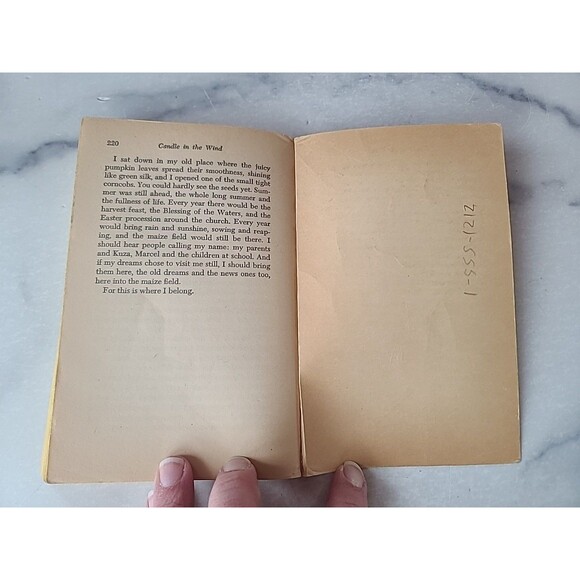 220 Candle in the Wind
I sat down in my old place where the juicy
pumpkin leaves spread their smoothness, shining
like green silk, and I opened one of the small tight
corncobs. You could hardly see the seeds yet. Sum-
mer was still ahead, the whole long summer and
the fullness of life. Every year there would be the
harvest feast, the Blessing of the Waters, and the
Easter procession around the church. Every year
would bring rain and sunshine, sowing and reap-
ing, and the maize field would still be there. I
should hear people calling my name: my parents
and Kuza, Marcel and the children at school. And
if my dreams chose to visit me still, I should bring
them here, the old dreams and the news ones too,
here into the maize field.
For this is where I belong.
1-555-1212